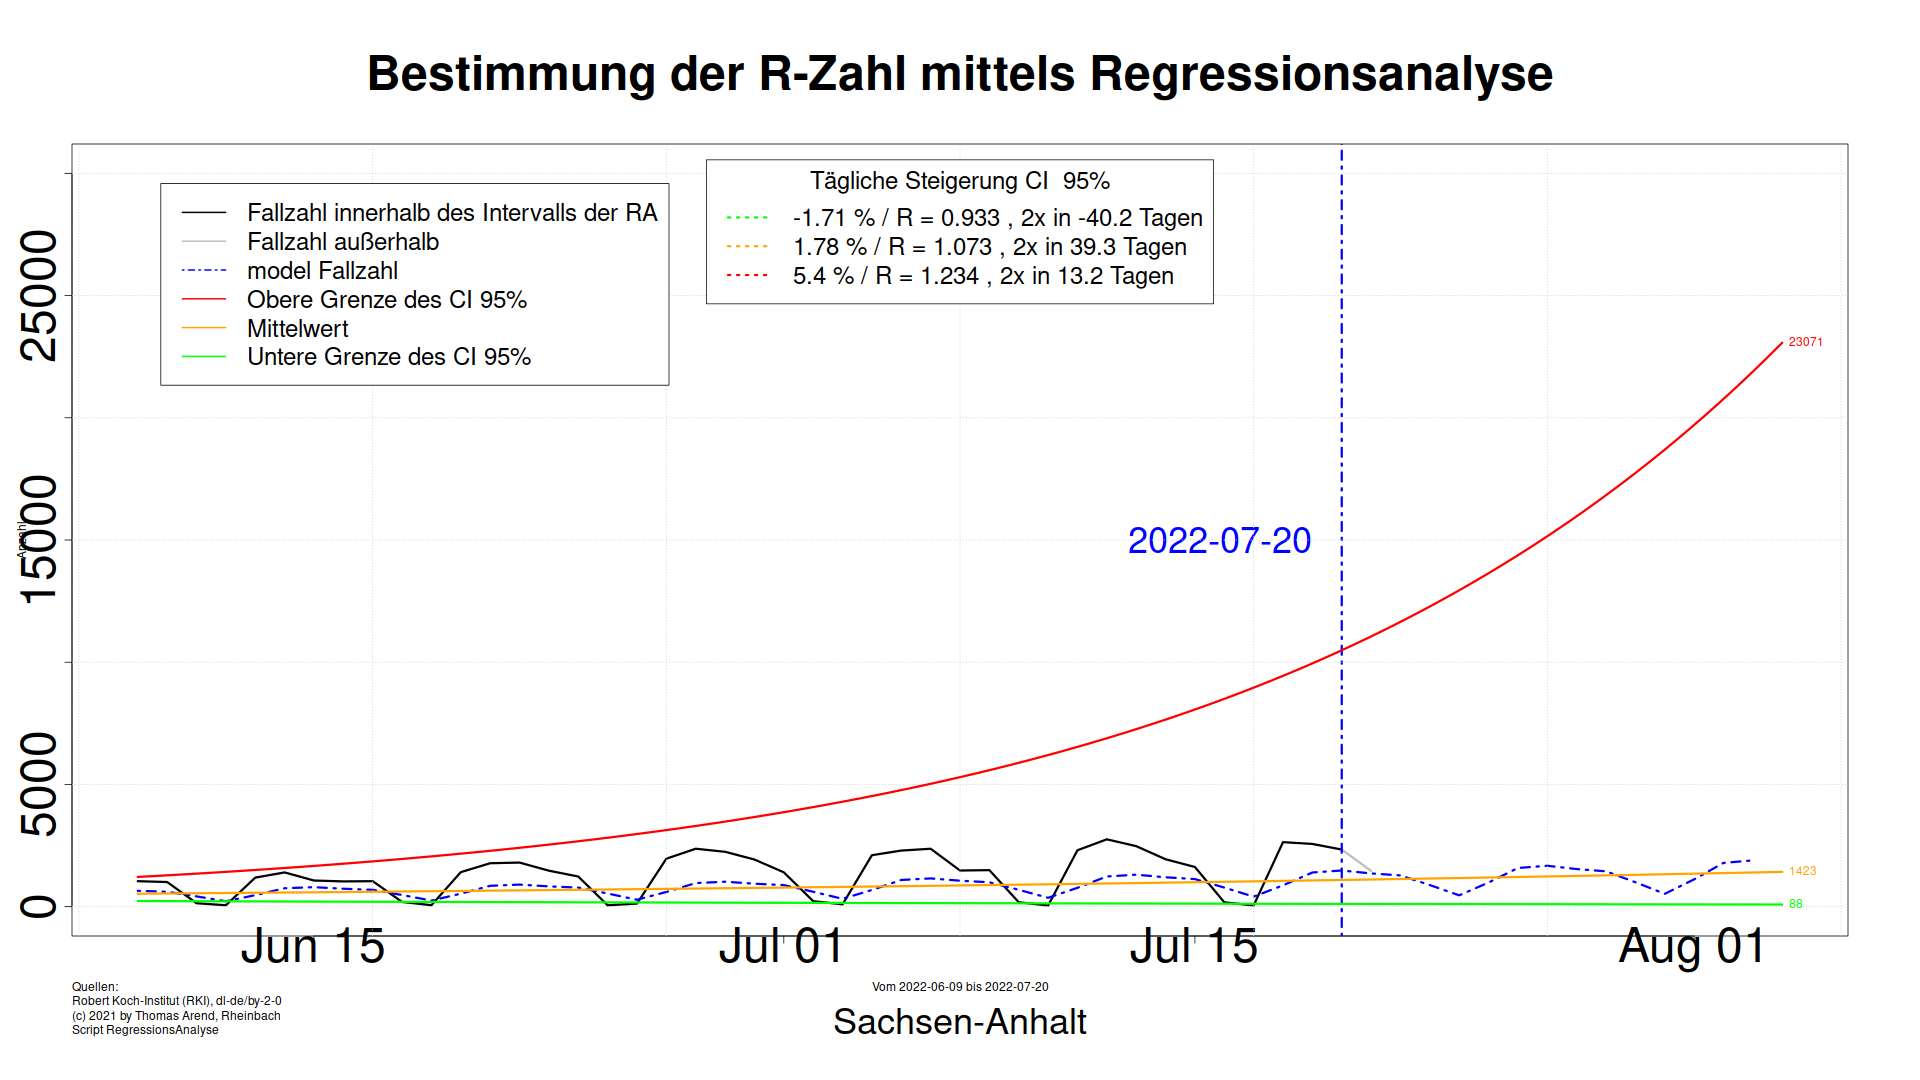 Bestimmung der R-Zahl mittels Regressionsanalyse
Fallzahl innerhalb des Intervalls der RA
Fallzahl außerhalb
model Fallzahl
Obere Grenze des CI 95%
Mittelwert
Untere Grenze des CI 95%
Tägliche Steigerung CI 95%
-1.71 % / R = 0.933 , 2x in -40.2 Tagen
1.78 % / R = 1.073 , 2x in 39.3 Tagen
5.4 % / R = 1.234 , 2x in 13.2 Tagen
25000
15000
5000
0
Anzahl
2022-07-20
23071
1423
88
Jun 15
Jul 01
Jul 15
Aug 01
Vom 2022-06-09 bis 2022-07-20
Sachsen-Anhalt
Quellen:
Robert Koch-Institut (RKI), dl-de/by-2-0
(c) 2021 by Thomas Arend, Rheinbach
Script RegressionsAnalyse